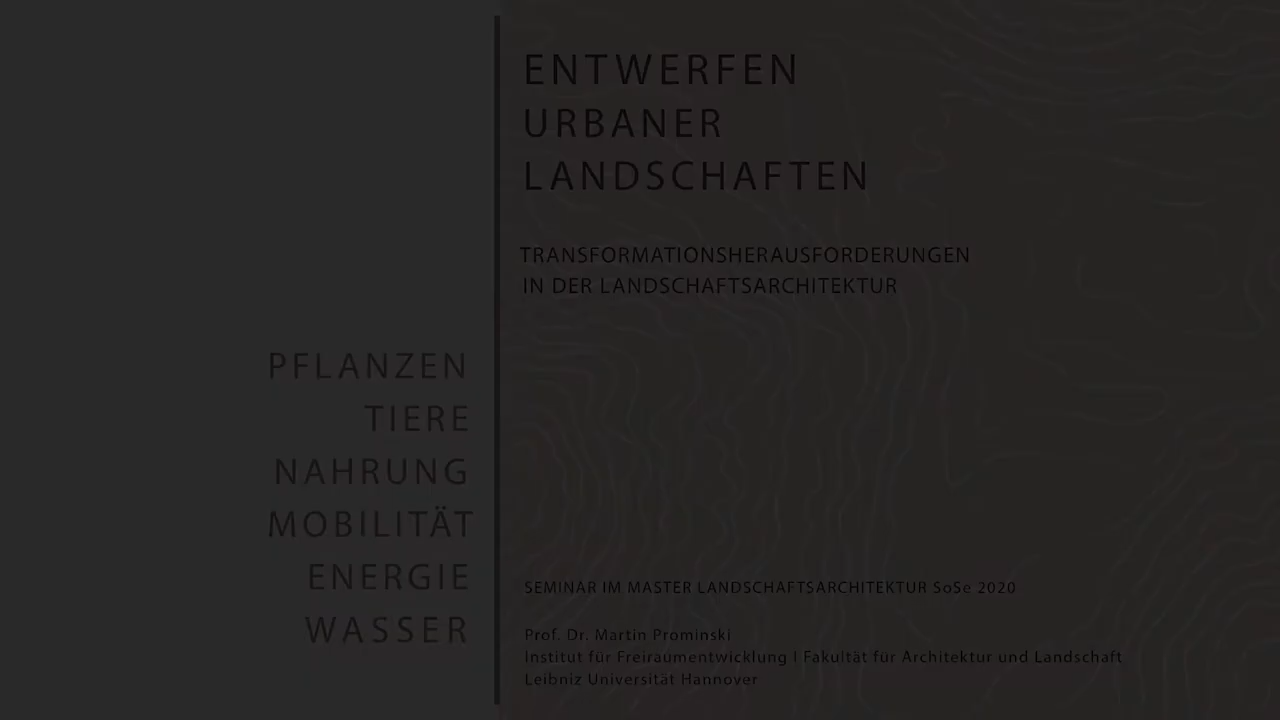 ENTWERFEN
URBANER
LANDSCHAFTEN
TRANSFORMATIONSHERAUSFORDERUNGEN
IN DER LANDSCHAFTSARCHITEKTUR
PFLANZEN
TIERE
NAHRUNG
MOBILITÄT
ENERGIE
WASSER
SEMINAR IM MASTER LANDSCHAFTSARCHITEKTUR SoSe 2020
Prof. Dr. Martin Prominski
Institut für Freiraumentwicklung I Fakultät für Architektur und Landschaft
Leibniz Universität Hannover